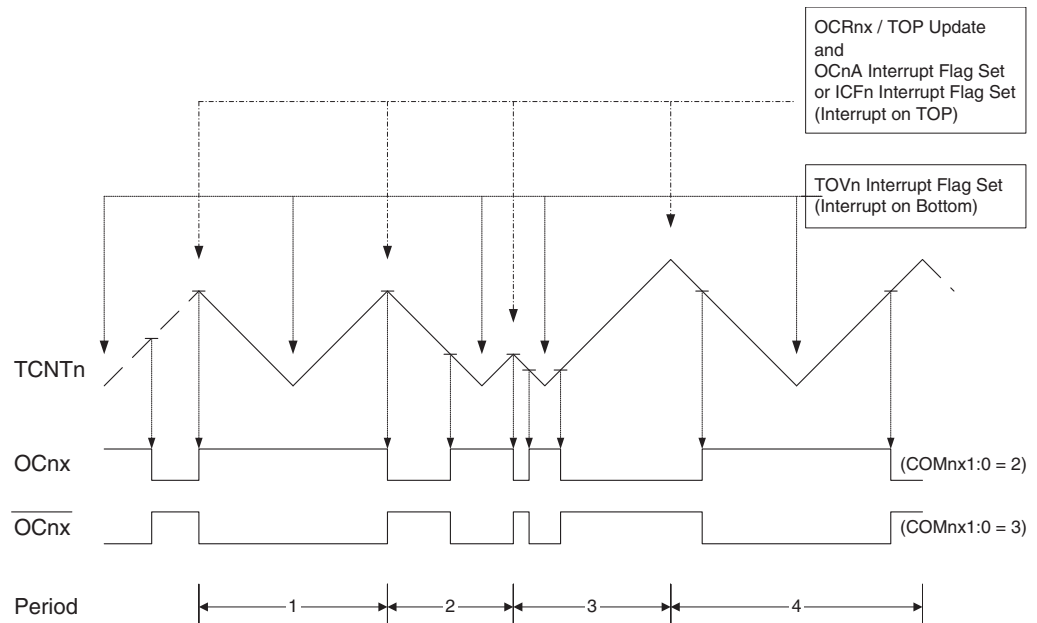 OCRnx / TOP Update
and
OCnA Interrupt Flag Set
or ICFn Interrupt Flag Set
(Interrupt on TOP)
TOVn Interrupt Flag Set
(Interrupt on Bottom)
TCNTn
OCnx
(COMnx1:0 = 2)
OCnx
(COMnx1:0 = 3)
Period
1
2
3
4